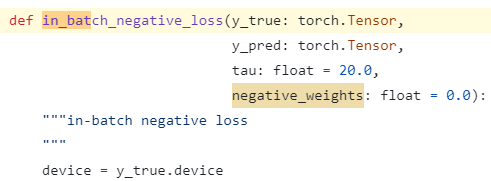 def in_batch_negative_loss(y_true: torch.Tensor,
                           y_pred: torch.Tensor,
                           tau: float = 20.0,
                           negative_weights: float = 0.0):
    """in-batch negative loss
    """
    device = y_true.device